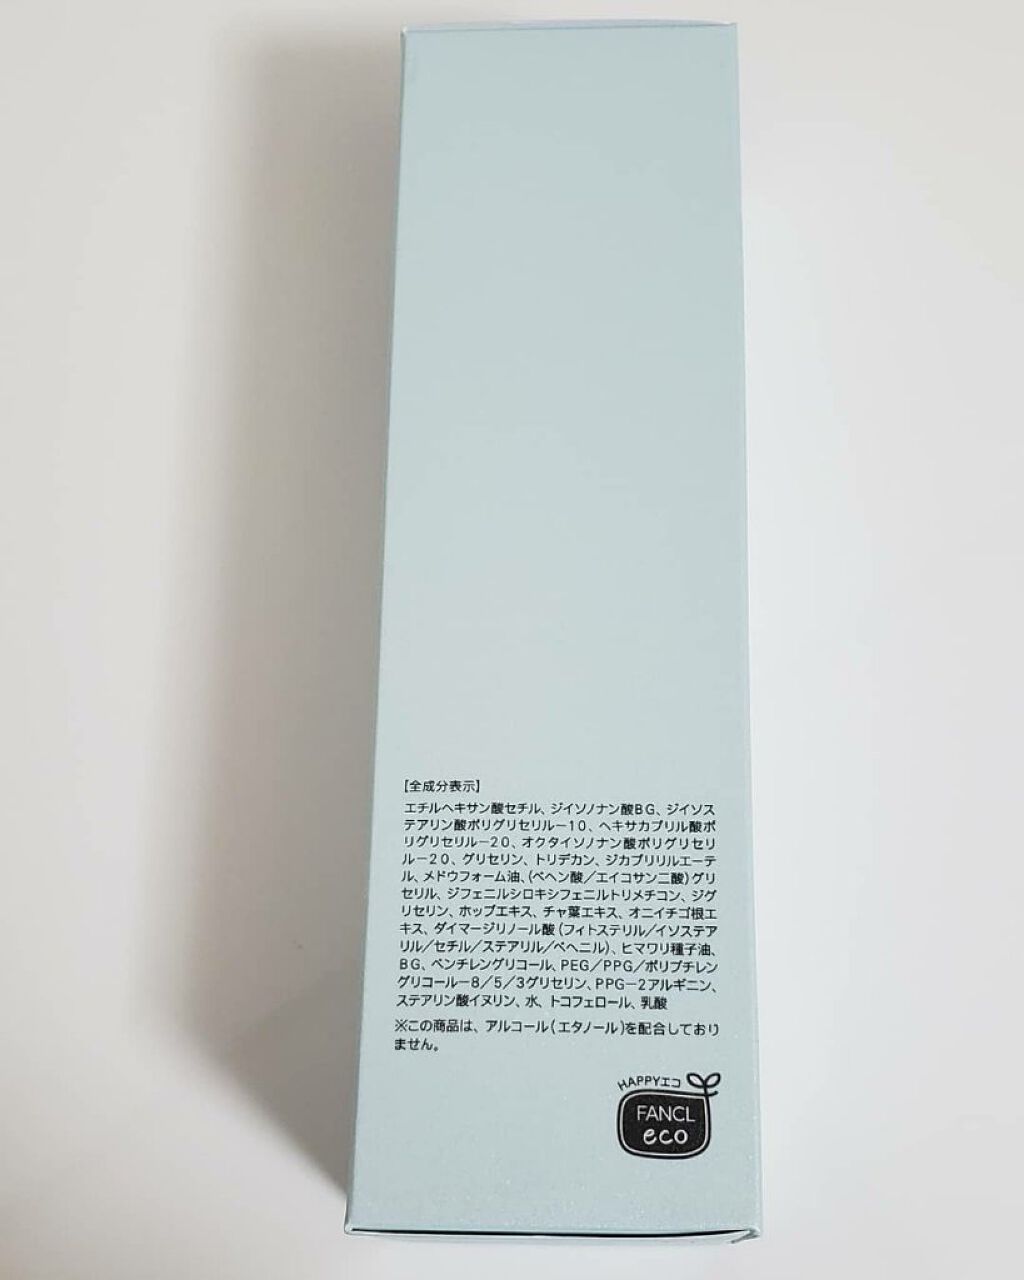 【全成分表示】
エチルヘキサン酸セチル、ジイソノナン酸BG、ジイソス
テアリン酸ポリグリセリル－10、ヘキサカプリル酸ポ
リグリセリル－20、オクタイソノナン酸ポリグリセリ
ル－20、グリセリン、トリデカン、ジカプリリルエーテ
ル、メドウフォーム油、(ベヘン酸／エイコサン二酸)グリ
セリル、ジフェニルシロキシフェニルトリメチコン、ジグ
リセリン、ホップエキス、チャ葉エキス、オニイチゴ根エ
キス、ダイマージリノール酸(フィトステリル／イソステア
リル／セチル／ステアリル／ベヘニル)、ヒマワリ種子油、
BG、ペンチレングリコール、PEG／PPG／ポリブチレン
グリコール－8／5／3グリセリン、PPG－2アルギニン、
ステアリン酸イヌリン、水、トコフェロール、乳酸
※この商品は、アルコール(エタノール)を配合しており
ません。
HAPPYエコ
FANCL
eco